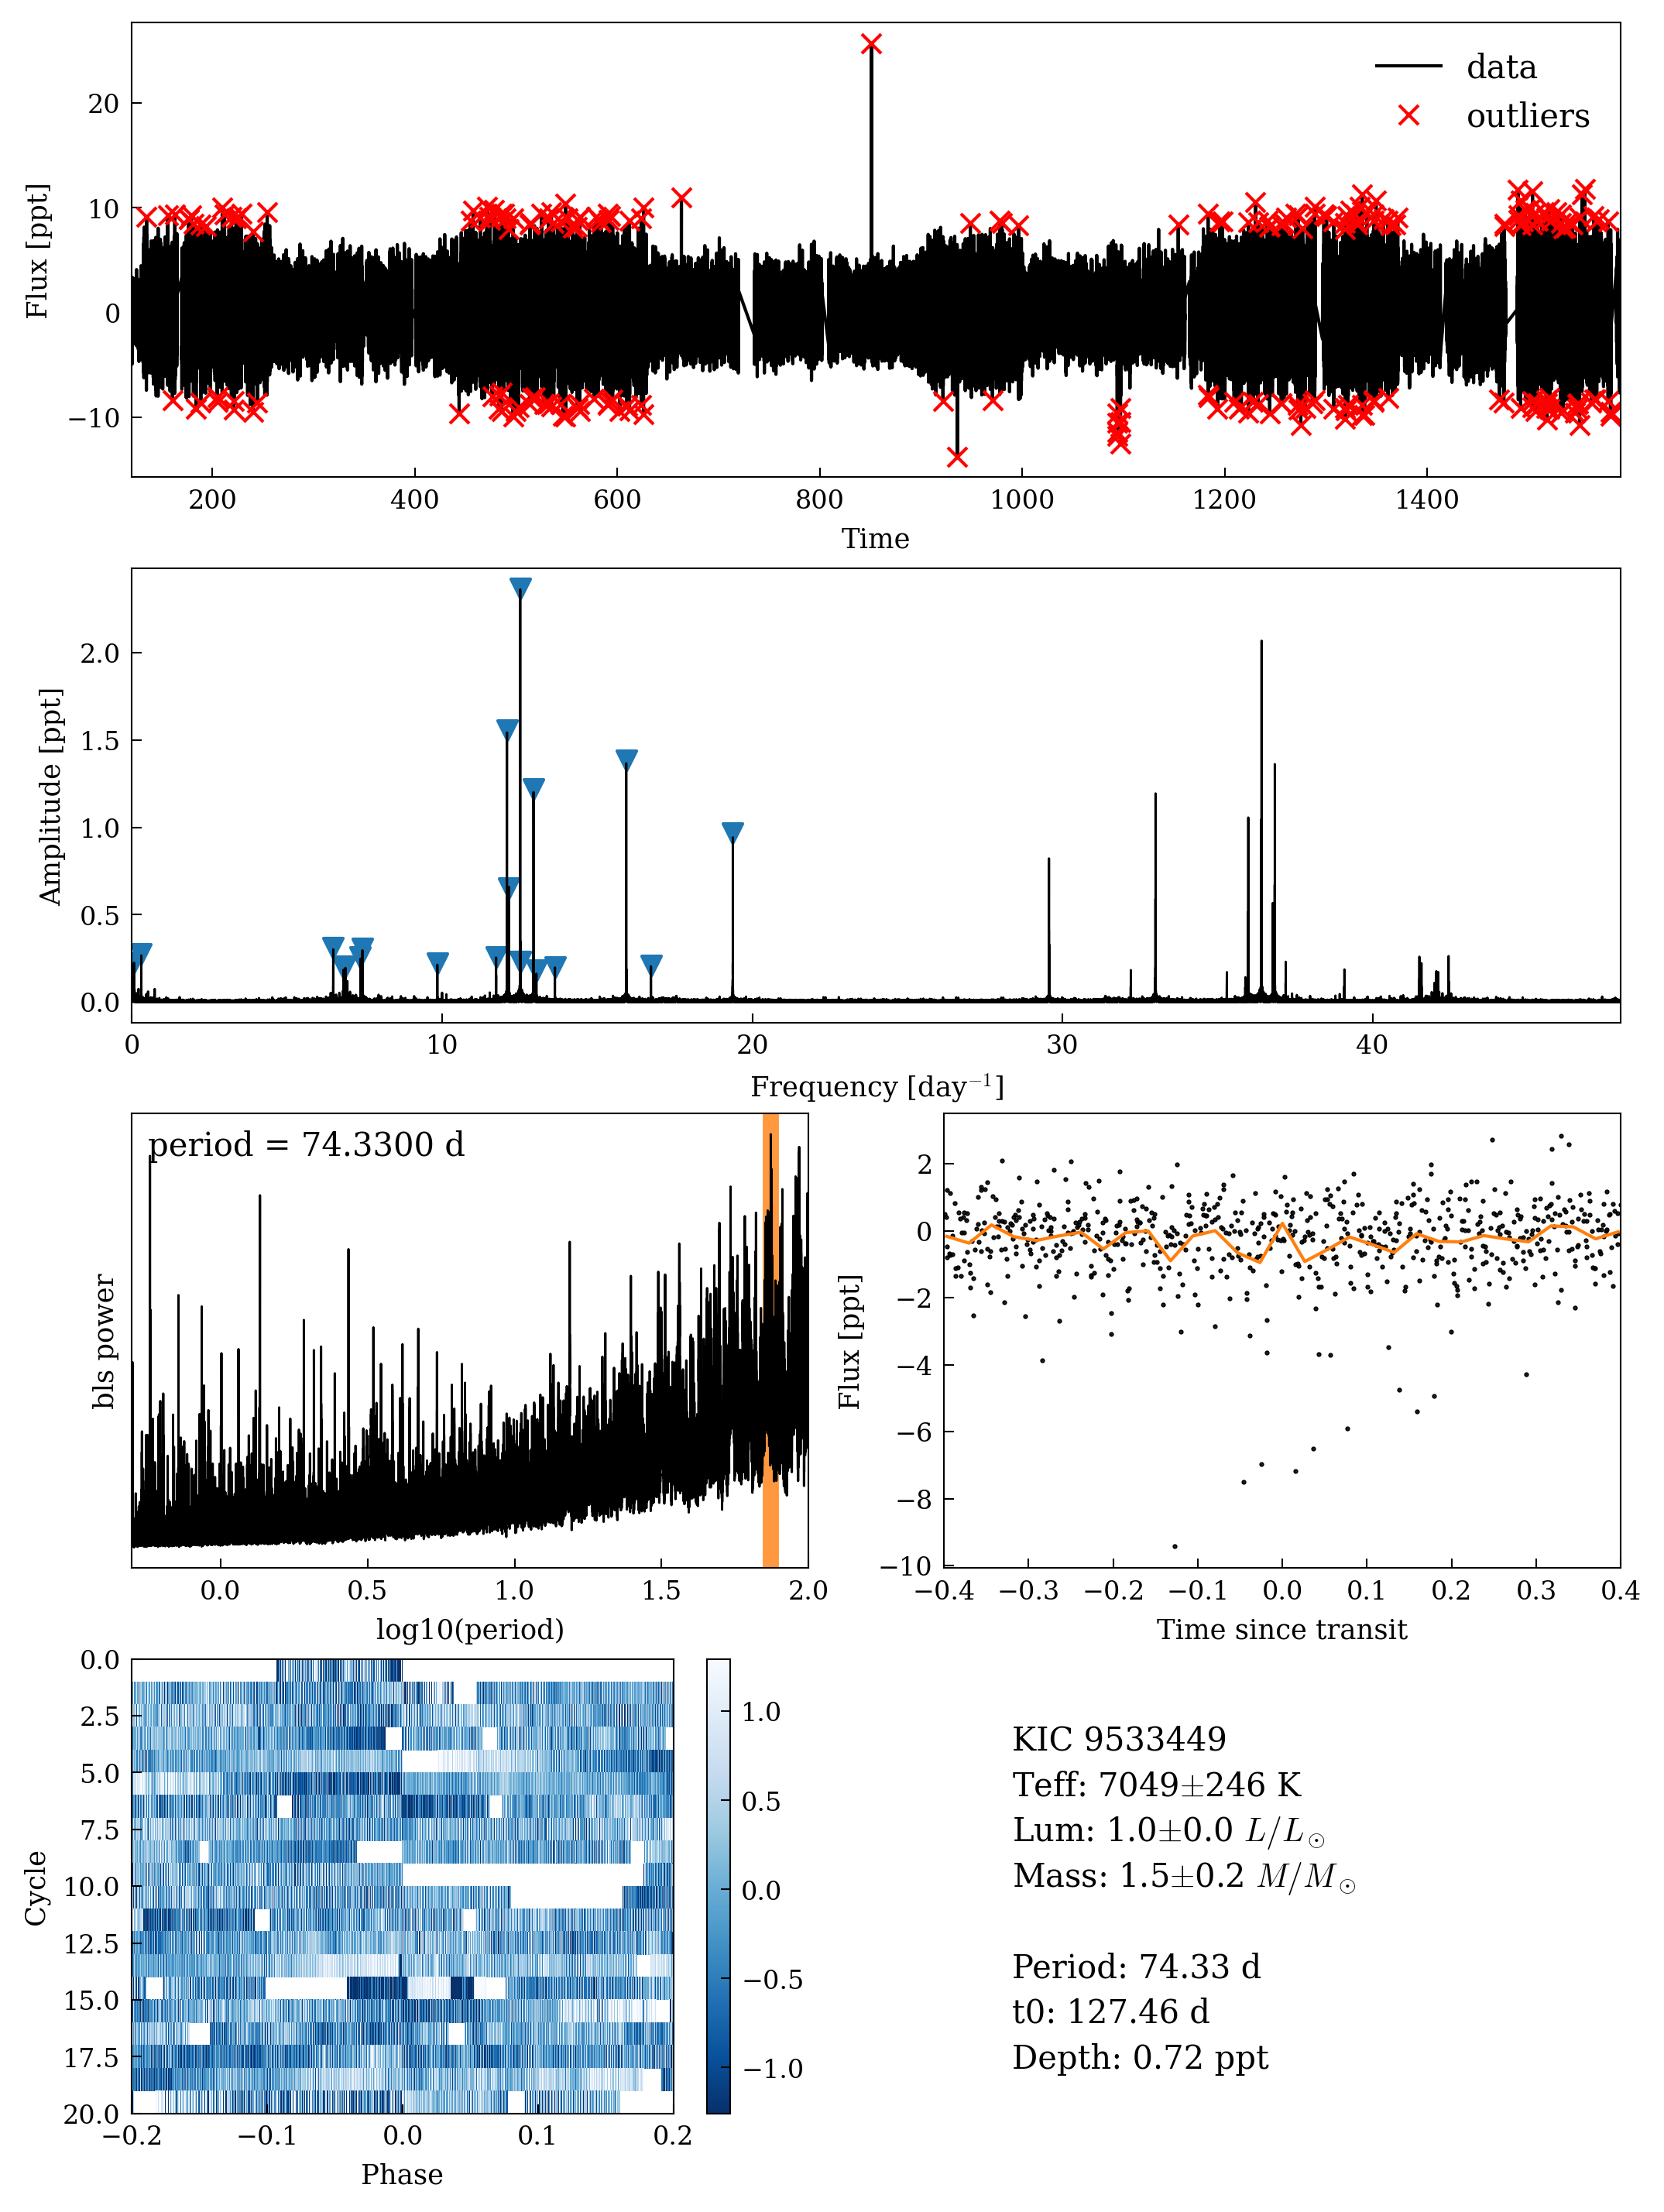 data
outliers
20
10
0
−10
Flux [ppt]
200 400 600 800 1000 1200 1400
Time
2.0
1.5
1.0
0.5
0.0
Amplitude [ppt]
0 10 20 30 40
Frequency [day⁻¹]
period = 74.3300 d
bls power
0.0 0.5 1.0 1.5 2.0
log10(period)
2
0
−2
−4
−6
−8
−10
Flux [ppt]
−0.4 −0.3 −0.2 −0.1 0.0 0.1 0.2 0.3 0.4
Time since transit
0.0
2.5
5.0
7.5
10.0
12.5
15.0
17.5
20.0
Cycle
−0.2 −0.1 0.0 0.1 0.2
Phase
1.0
0.5
0.0
−0.5
−1.0
KIC 9533449
Teff: 7049±246 K
Lum: 1.0±0.0 L/L⊙
Mass: 1.5±0.2 M/M⊙
Period: 74.33 d
t0: 127.46 d
Depth: 0.72 ppt